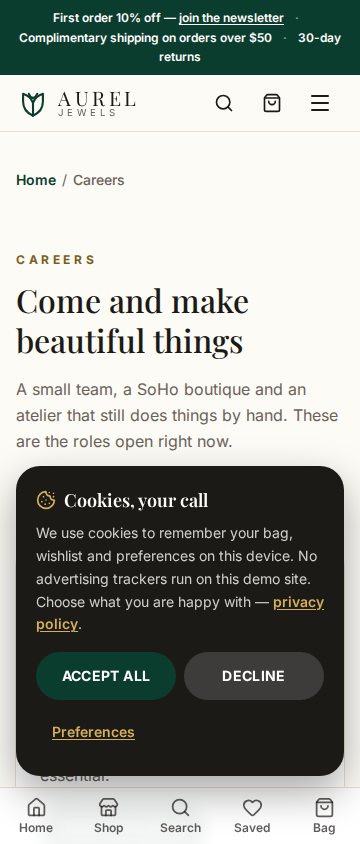 First order 10% off — join the newsletter ·
Complimentary shipping on orders over $50 · 30-day
returns
AUREL
JEWELS
Home / Careers
CAREERS
Come and make
beautiful things
A small team, a SoHo boutique and an
atelier that still does things by hand. These
are the roles open right now.
Cookies, your call
We use cookies to remember your bag,
wishlist and preferences on this device. No
advertising trackers run on this demo site.
Choose what you are happy with — privacy
policy.
ACCEPT ALL DECLINE
Preferences
essential.
Home Shop Search Saved Bag